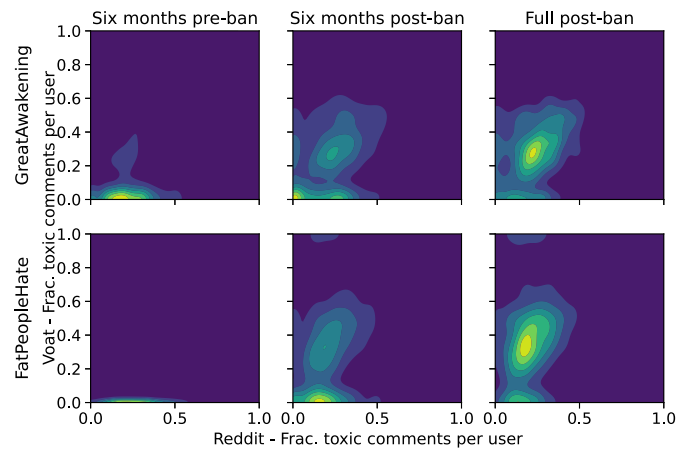 Six months pre-ban
Six months post-ban
Full post-ban
GreatAwakening
1.0
0.8
0.6
0.4
0.2
0.0
FatPeopleHate
Voat - Frac. toxic comments per user
1.0
0.8
0.6
0.4
0.2
0.0
0.0 0.5 1.0
0.0 0.5 1.0
0.0 0.5 1.0
Reddit - Frac. toxic comments per user